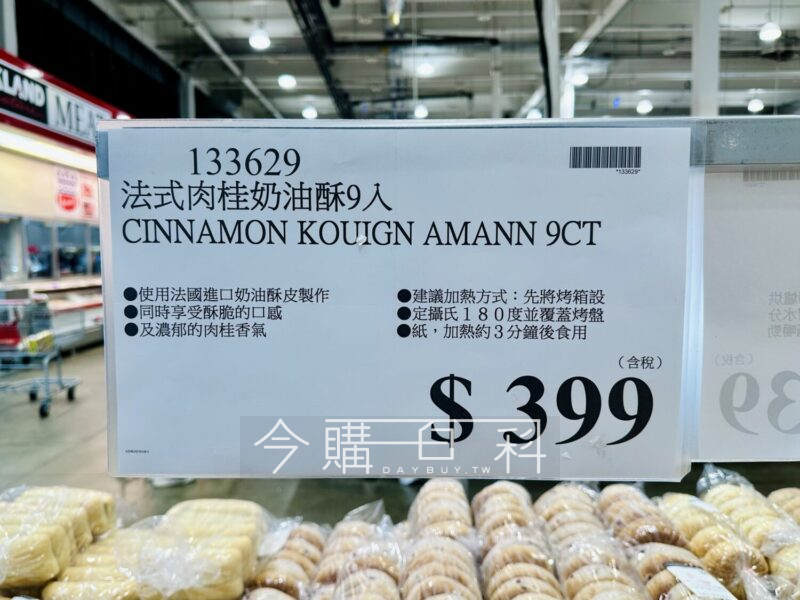 KLAND
MEA
133629
*133629*
法式肉桂奶油酥9入
CINNAMON KOUIGN AMANN 9CT
●使用法國進口奶油酥皮製作
●同時享受酥脆的口感
●及濃郁的肉桂香氣
●建議加熱方式：先將烤箱設
●定攝氏１８０度並覆蓋烤盤
●紙，加熱約３分鐘後食用
（含稅）
$ 399
今購百科
DAYBUY.TW